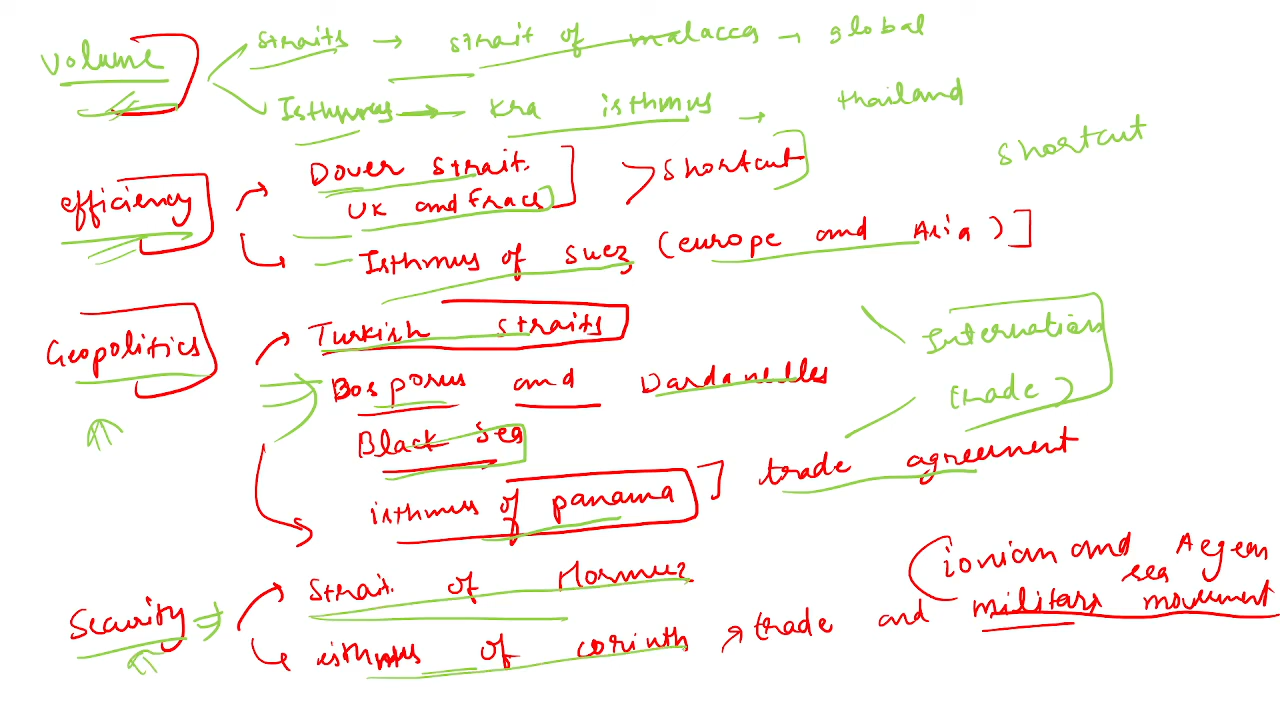 Volume
straits → strait of malacca → global
Isthmus → kra isthmus → thailand
shortcut
efficiency
Dover strait.
UK and Frace
> shortcut
Isthmus of suez (europe and Asia)]
Geopolitics
Turkish straits
Bosporus and Dardanelles
Black sea
isthmus of panama ] trade agreement
Internation
trade)
Security
strait of Hormuz
isthmus of corinth → trade and military movement
(ionian and Aegean
sea